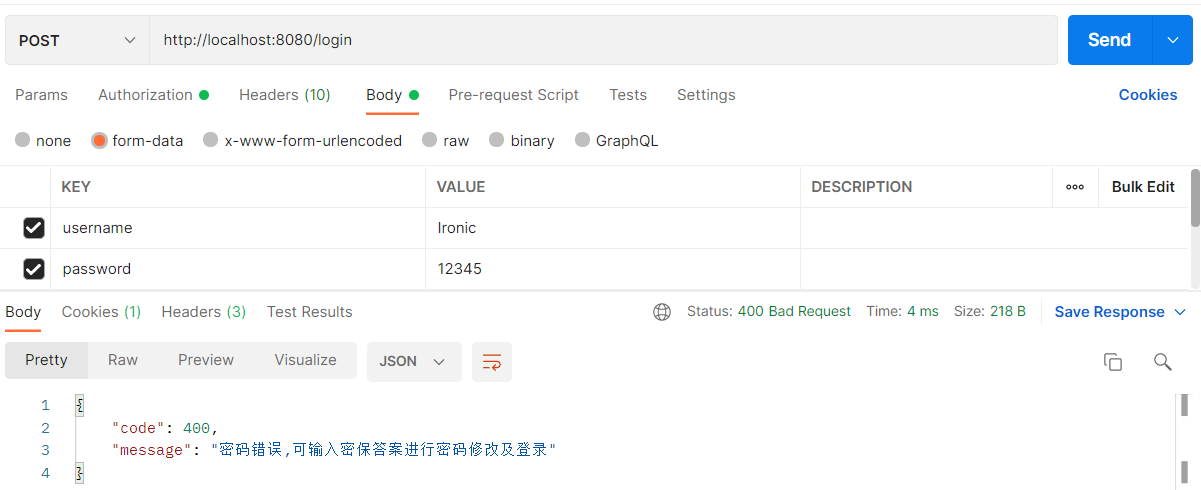 POST http://localhost:8080/login Send
Params Authorization Headers (10) Body Pre-request Script Tests Settings Cookies
none form-data x-www-form-urlencoded raw binary GraphQL
KEY VALUE DESCRIPTION ooo Bulk Edit
username Ironic
password 12345
Body Cookies (1) Headers (3) Test Results Status: 400 Bad Request Time: 4 ms Size: 218 B Save Response
Pretty Raw Preview Visualize JSON
1 {
2 "code": 400,
3 "message": "密码错误,可输入密保答案进行密码修改及登录"
4 }